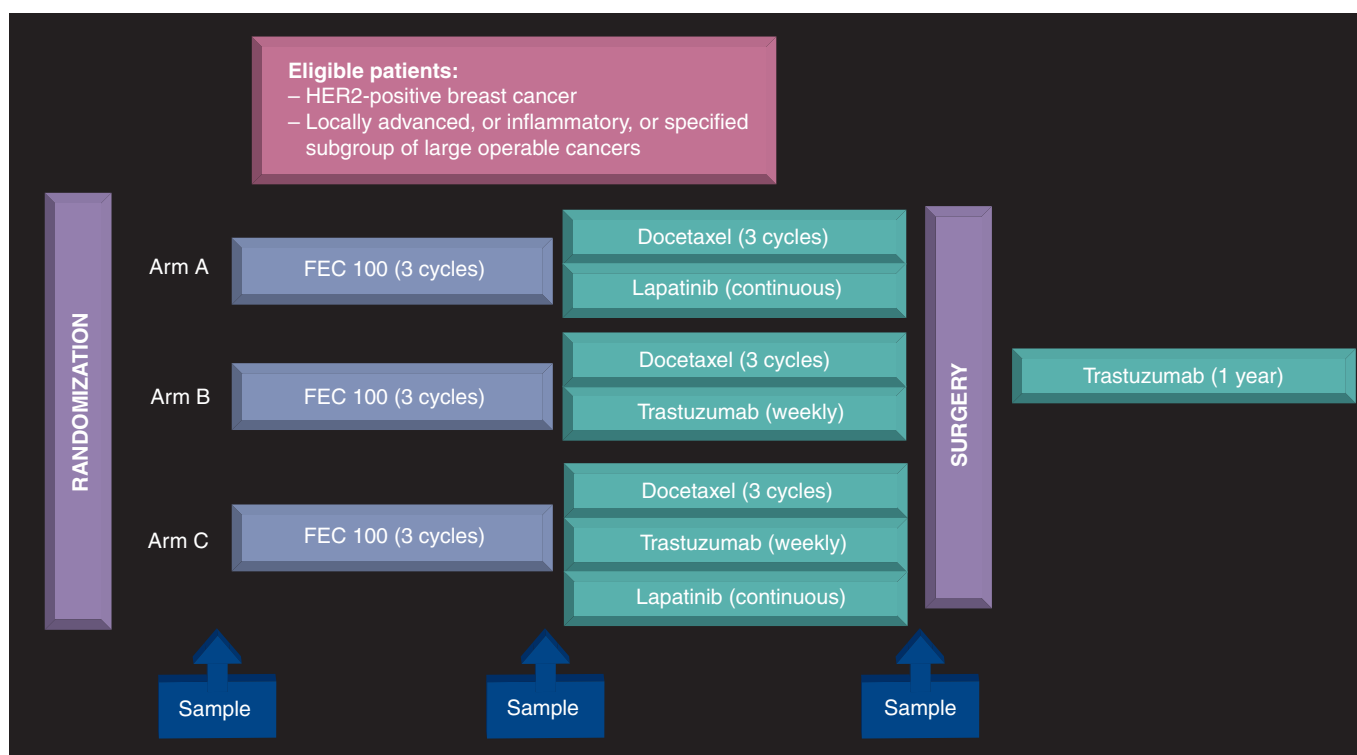 Eligible patients:
– HER2-positive breast cancer
– Locally advanced, or inflammatory, or specified
subgroup of large operable cancers
RANDOMIZATION
Arm A
FEC 100 (3 cycles)
Docetaxel (3 cycles)
Lapatinib (continuous)
Arm B
FEC 100 (3 cycles)
Docetaxel (3 cycles)
Trastuzumab (weekly)
Arm C
FEC 100 (3 cycles)
Docetaxel (3 cycles)
Trastuzumab (weekly)
Lapatinib (continuous)
SURGERY
Trastuzumab (1 year)
Sample
Sample
Sample